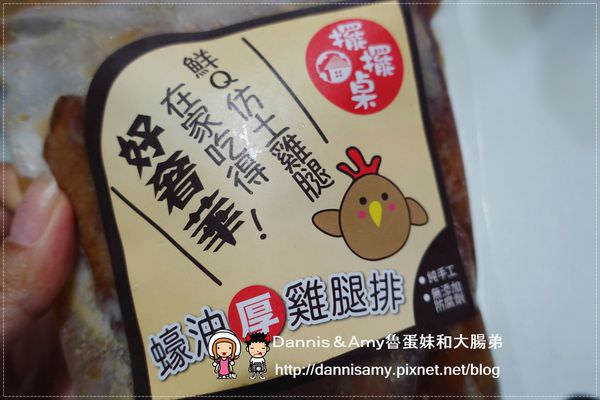 擺擺桌
鮮Q仿土雞腿
在家吃得
好奢華!
蠔油厚雞腿排
•純手工
•無添加
防腐劑
Dannis & Amy魯蛋妹和大腸弟
http://dannisamy.pixnet.net/blog